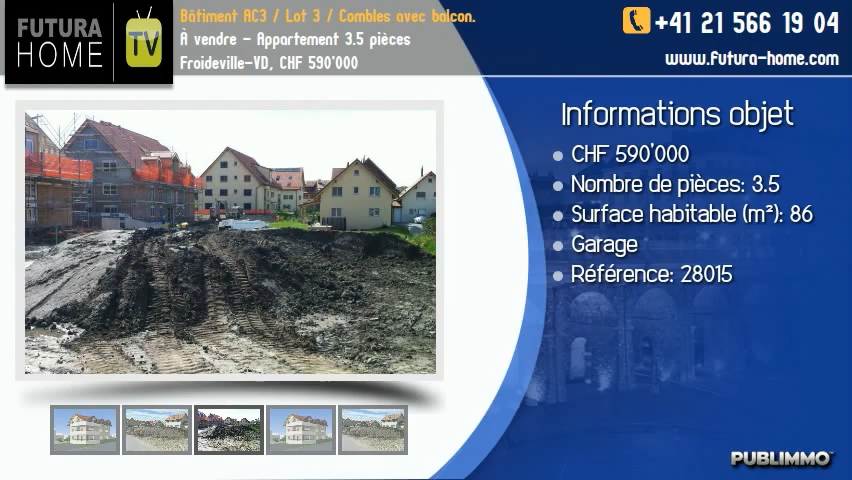 FUTURA
HOME
TV
Bâtiment AC3 / Lot 3 / Combles avec balcon.
À vendre – Appartement 3.5 pièces
Froideville-VD, CHF 590'000
+41 21 566 19 04
www.futura-home.com
Informations objet
CHF 590'000
Nombre de pièces: 3.5
Surface habitable (m²): 86
Garage
Référence: 28015
PUBLIMMO™